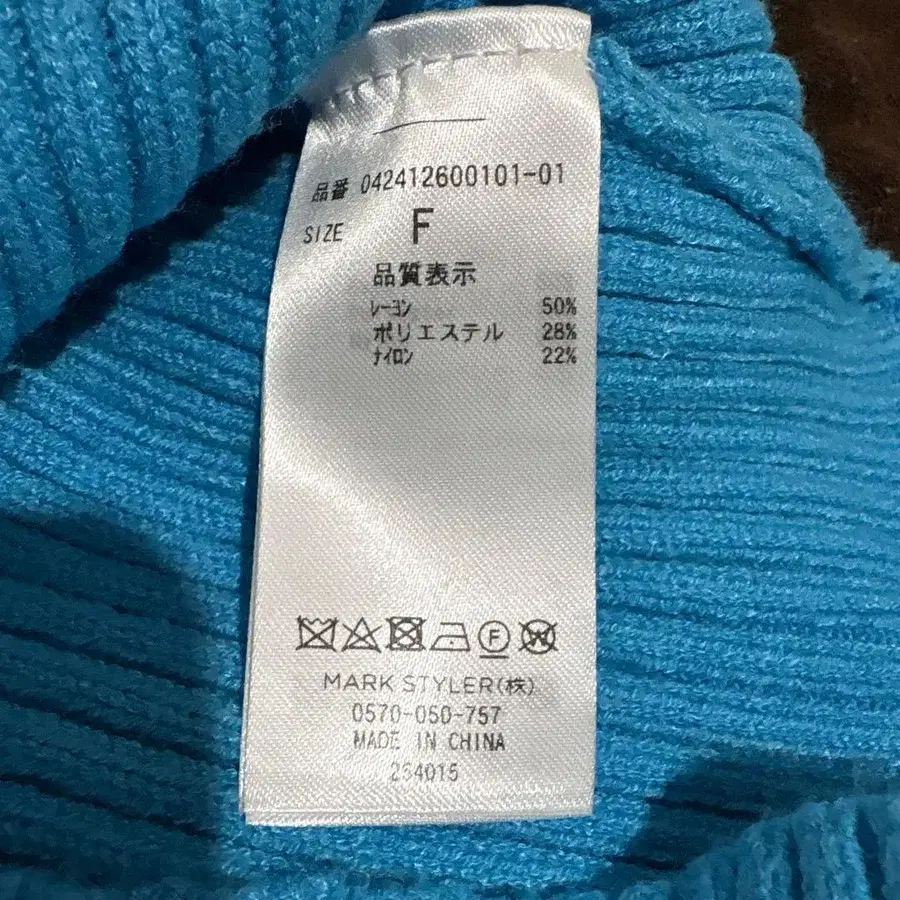 品番 042412600101-01
SIZE F
品質表示
ﾚｰﾖﾝ 50%
ポリエステル 28%
ﾅｲﾛﾝ 22%
MARK STYLER(株)
0570-050-757
MADE IN CHINA
254015